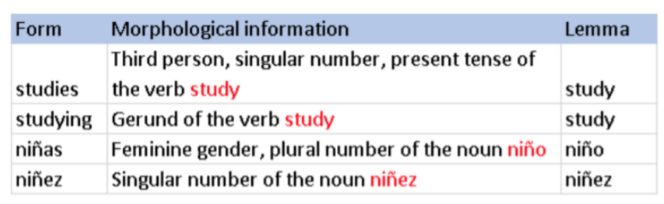 Form Morphological information Lemma
Third person, singular number, present tense of
studies the verb study study
studying Gerund of the verb study study
niñas Feminine gender, plural number of the noun niño niño
niñez Singular number of the noun niñez niñez